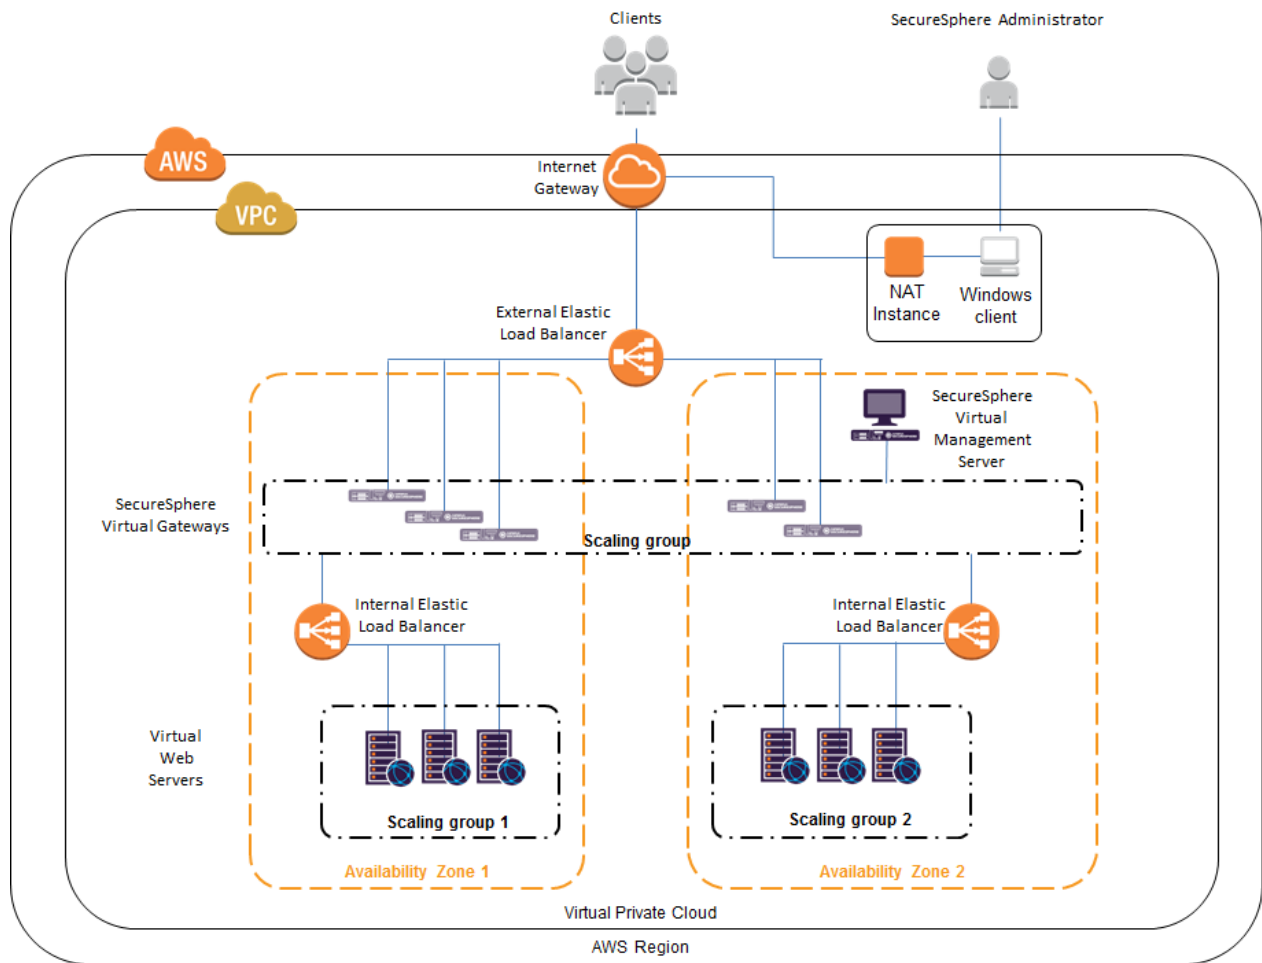 Clients
SecureSphere Administrator
AWS
Internet
Gateway
VPC
NAT
Instance
Windows
client
External Elastic
Load Balancer
SecureSphere
Virtual
Management
Server
SecureSphere
Virtual Gateways
Scaling group
Internal Elastic
Load Balancer
Internal Elastic
Load Balancer
Virtual
Web
Servers
Scaling group 1
Scaling group 2
Availability Zone 1
Availability Zone 2
Virtual Private Cloud
AWS Region